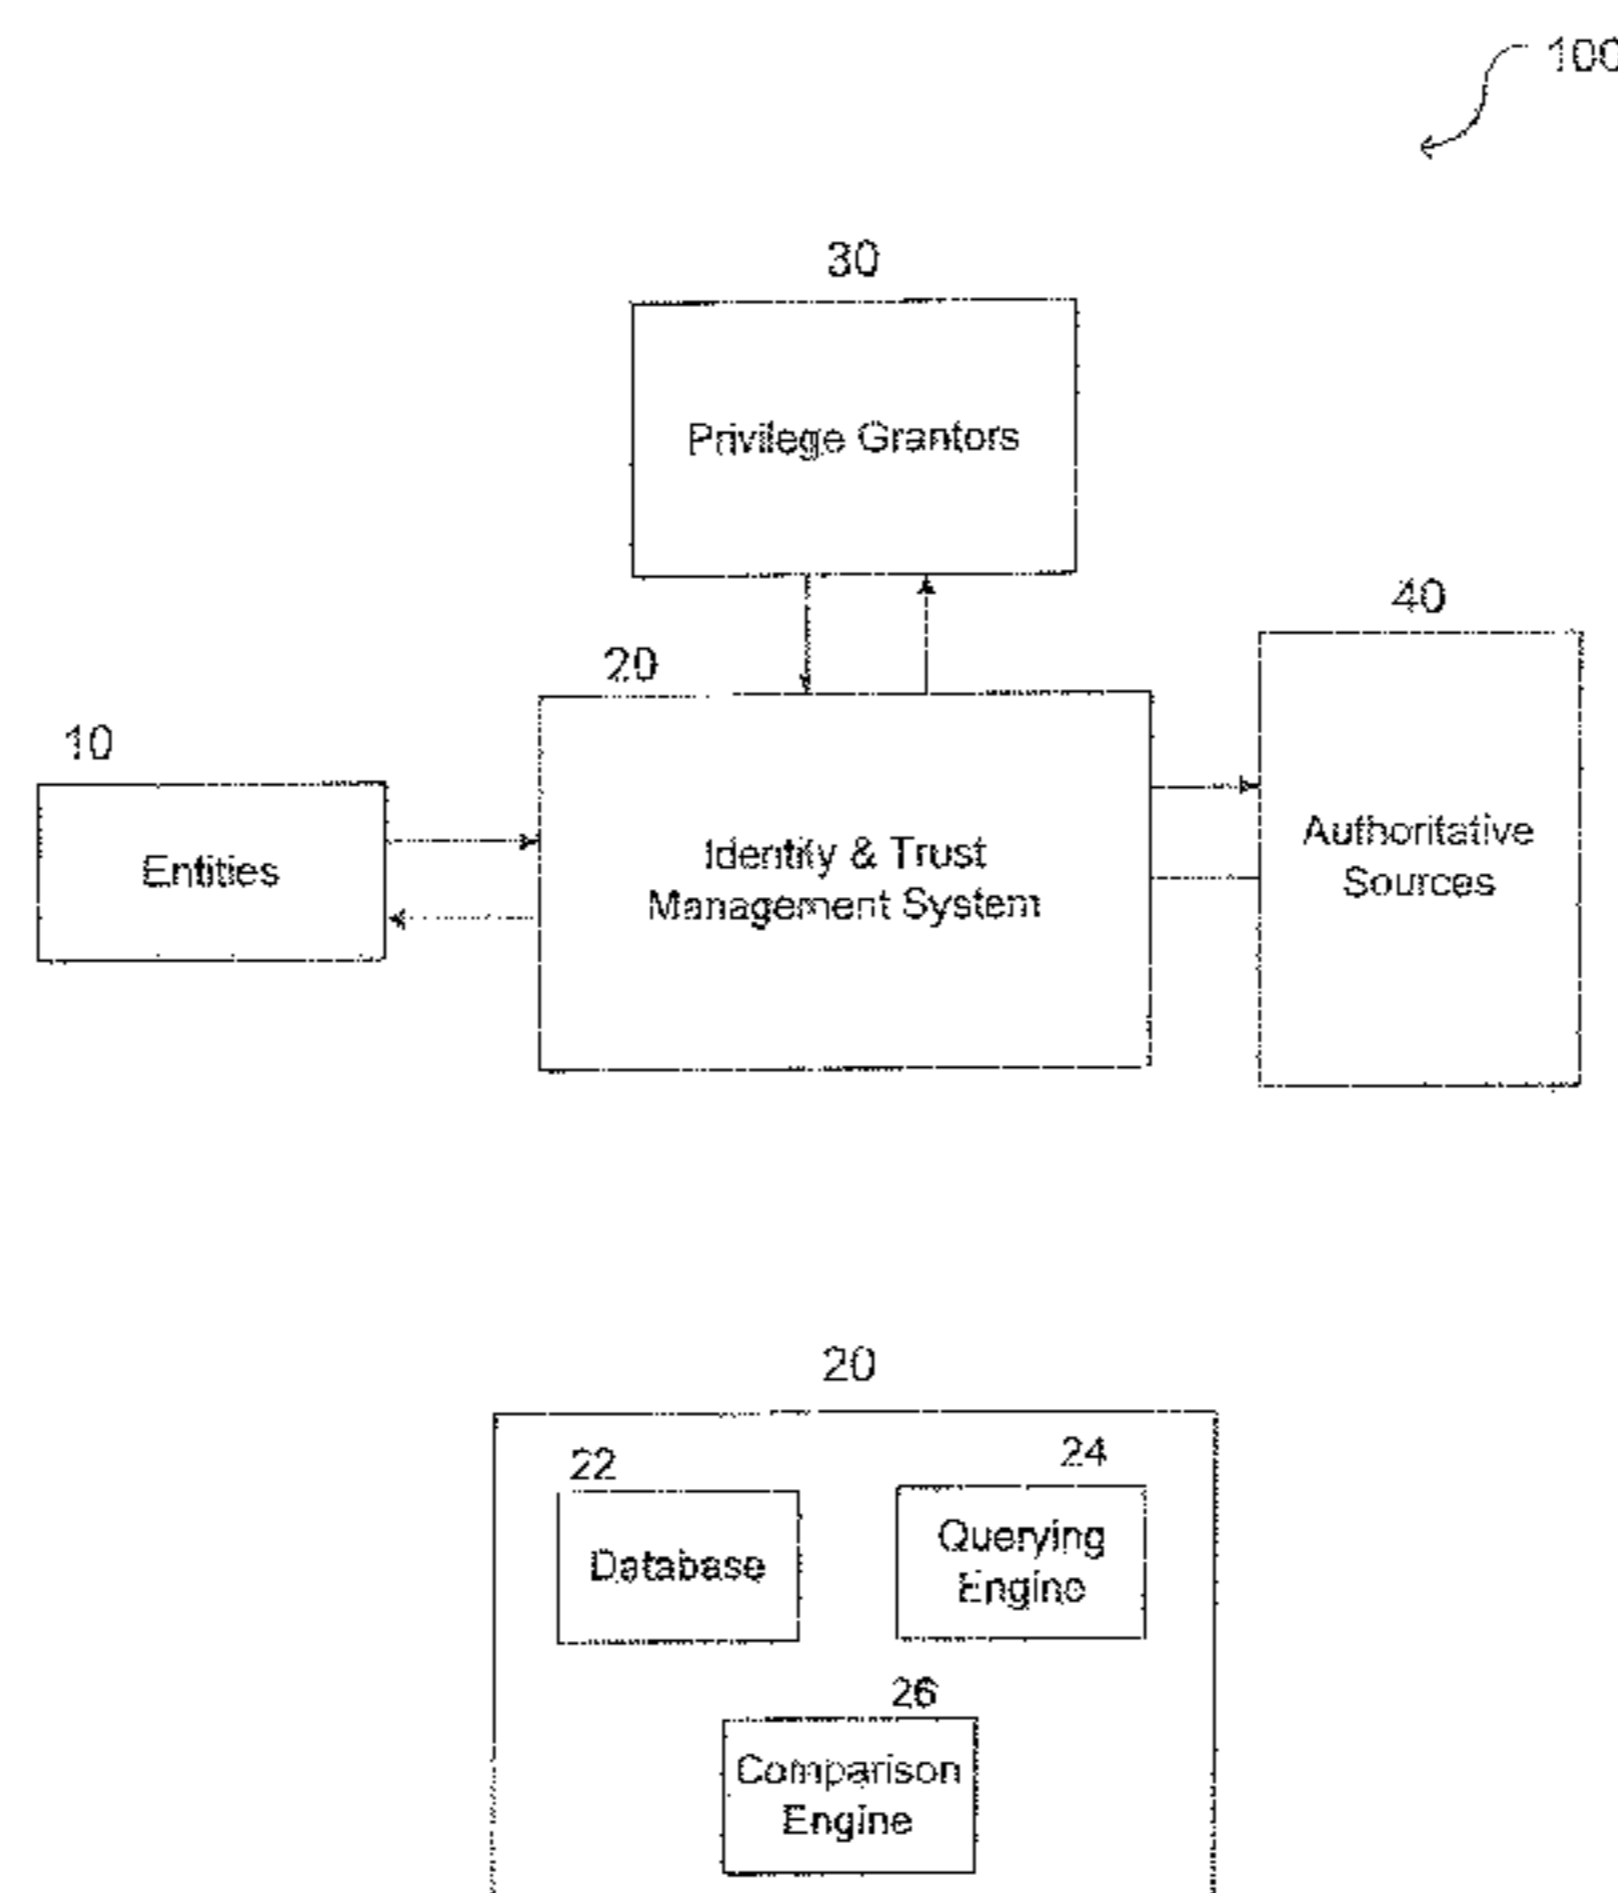 100
30
Privilege Grantors
40
20
10
Entities
Identity & Trust
Management System
Authoritative
Sources
20
22
24
Database
Querying
Engine
26
Comparison
Engine